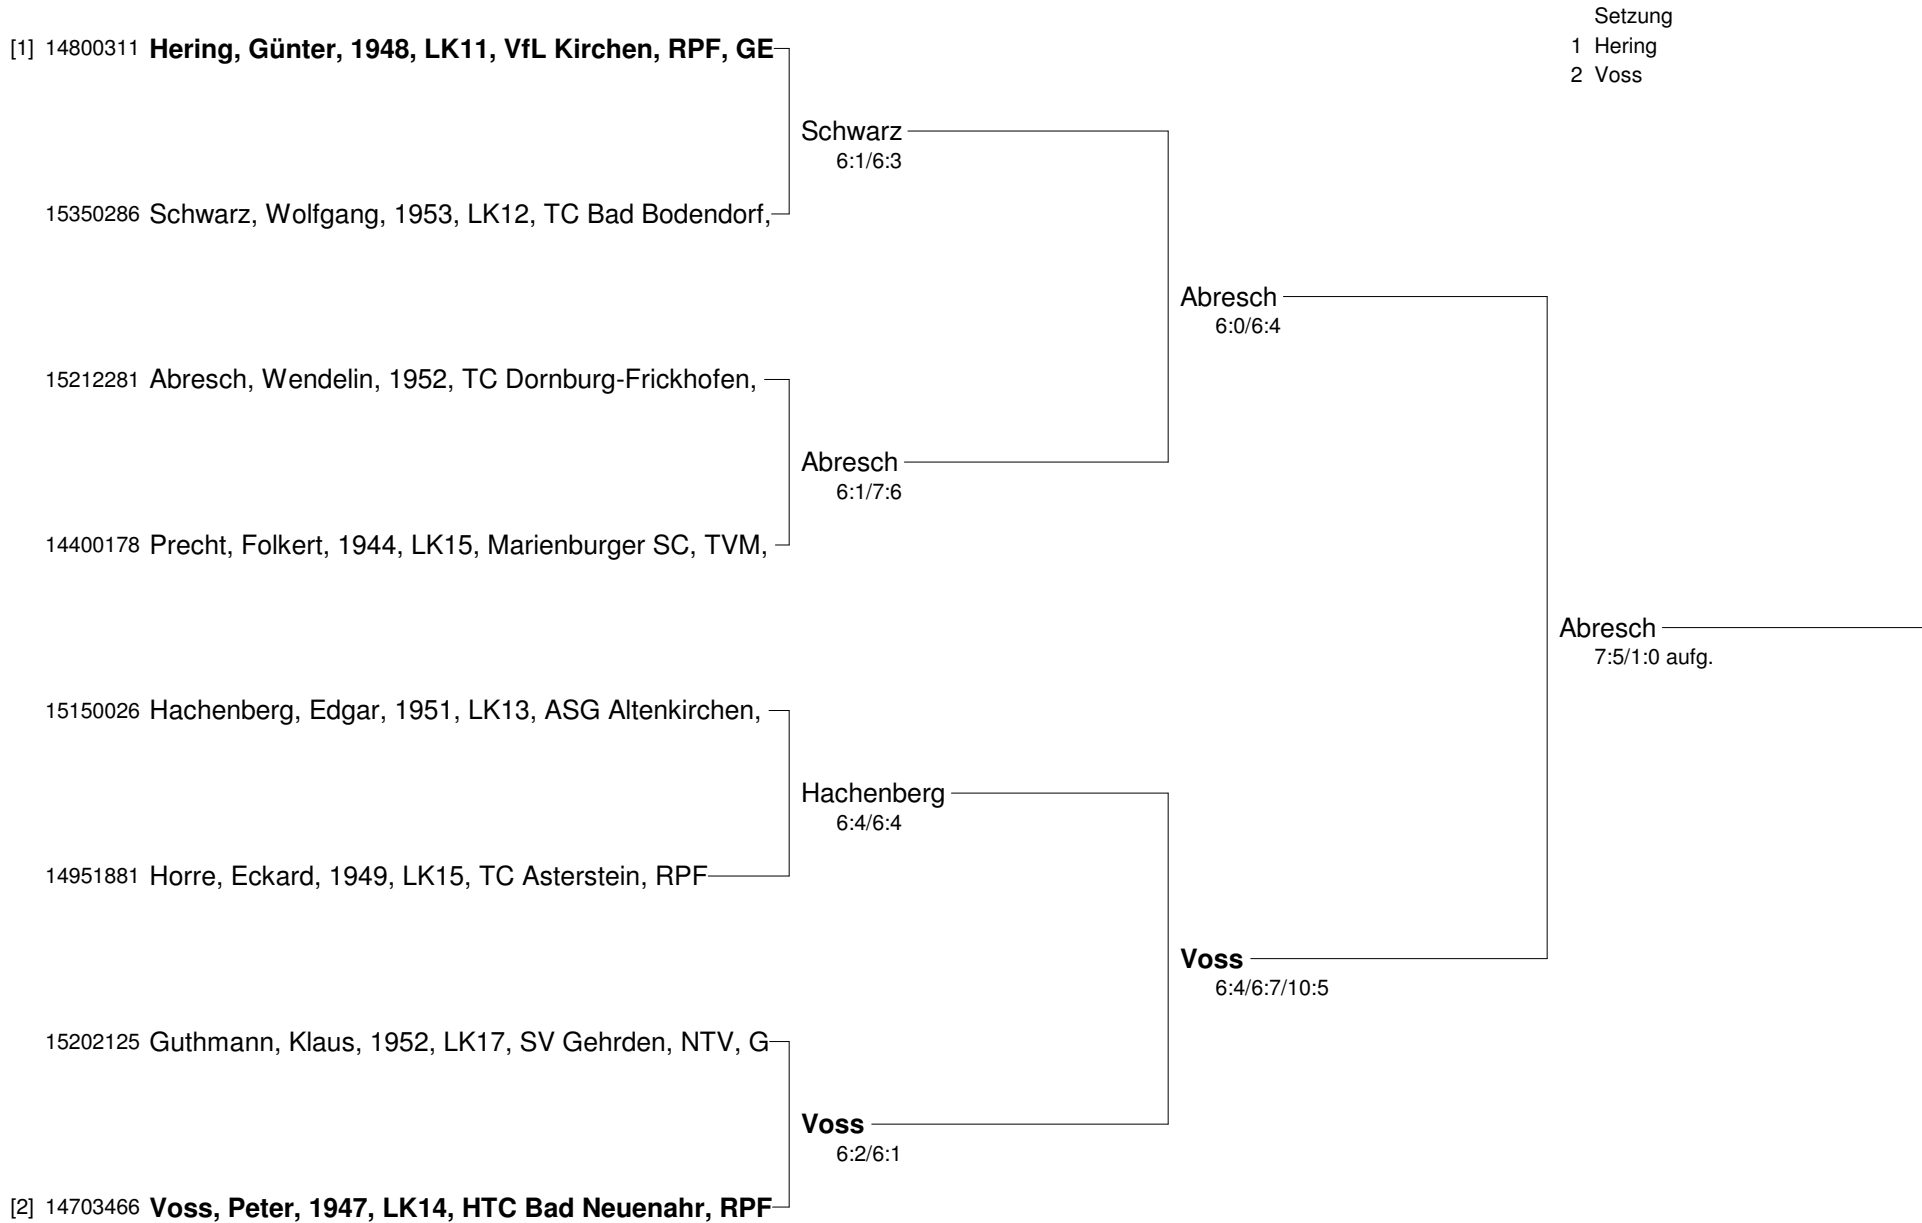 Setzung
1 Hering
2 Voss
[1] 14800311 Hering, Günter, 1948, LK11, VfL Kirchen, RPF, GE
Schwarz
6:1/6:3
15350286 Schwarz, Wolfgang, 1953, LK12, TC Bad Bodendorf,
Abresch
6:0/6:4
15212281 Abresch, Wendelin, 1952, TC Dornburg-Frickhofen,
Abresch
6:1/7:6
14400178 Precht, Folkert, 1944, LK15, Marienburger SC, TVM,
Abresch
7:5/1:0 aufg.
15150026 Hachenberg, Edgar, 1951, LK13, ASG Altenkirchen,
Hachenberg
6:4/6:4
14951881 Horre, Eckard, 1949, LK15, TC Asterstein, RPF
Voss
6:4/6:7/10:5
15202125 Guthmann, Klaus, 1952, LK17, SV Gehrden, NTV, G
Voss
6:2/6:1
[2] 14703466 Voss, Peter, 1947, LK14, HTC Bad Neuenahr, RPF